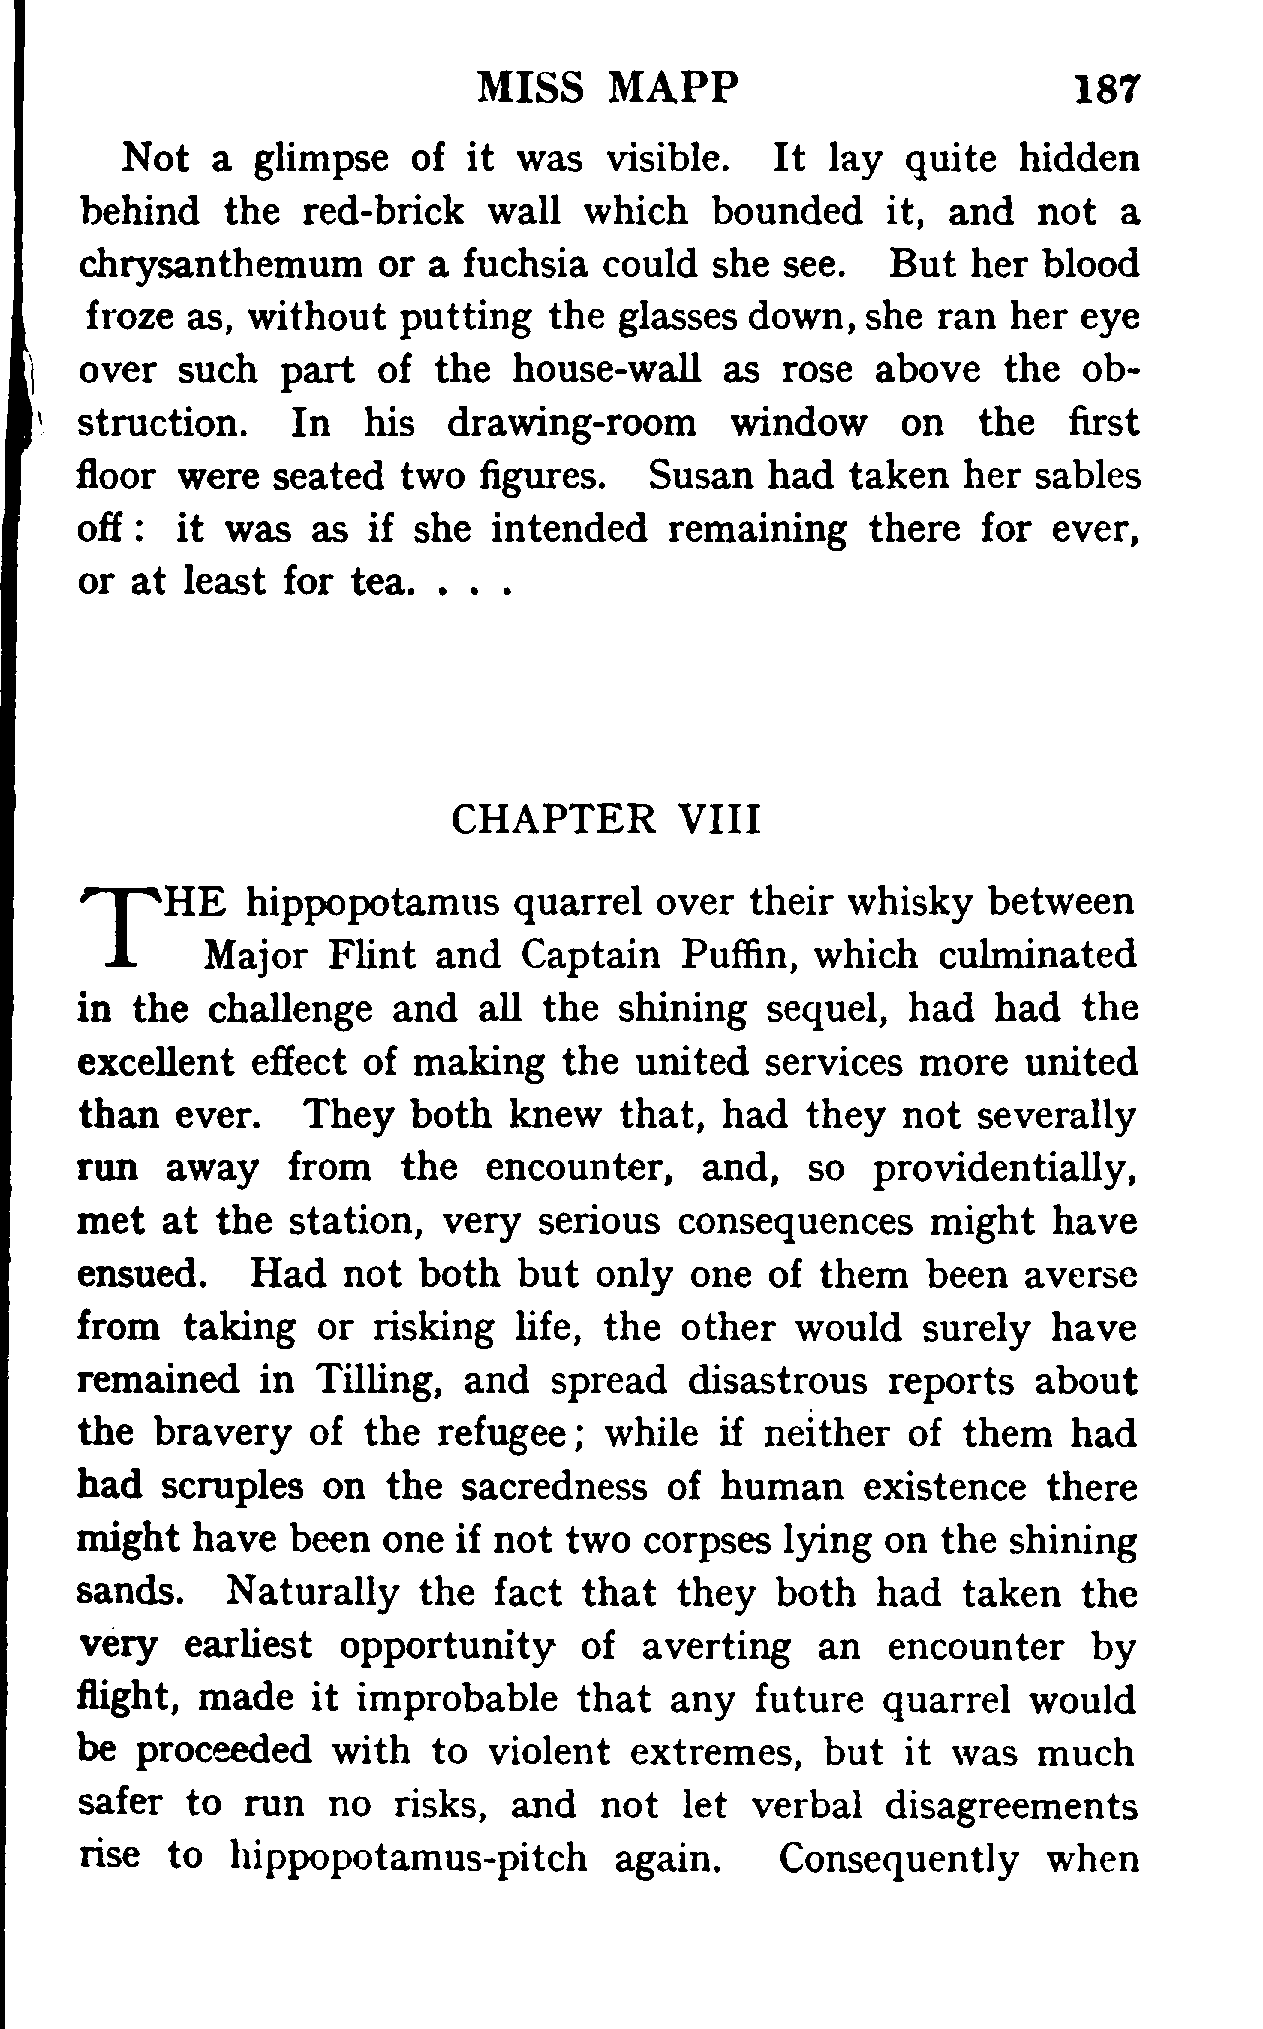 MISS MAPP 187
Not a glimpse of it was visible. It lay quite hidden
behind the red-brick wall which bounded it, and not a
chrysanthemum or a fuchsia could she see. But her blood
froze as, without putting the glasses down, she ran her eye
over such part of the house-wall as rose above the ob-
struction. In his drawing-room window on the first
floor were seated two figures. Susan had taken her sables
off : it was as if she intended remaining there for ever,
or at least for tea. . . .
CHAPTER VIII
THE hippopotamus quarrel over their whisky between
Major Flint and Captain Puffin, which culminated
in the challenge and all the shining sequel, had had the
excellent effect of making the united services more united
than ever. They both knew that, had they not severally
run away from the encounter, and, so providentially,
met at the station, very serious consequences might have
ensued. Had not both but only one of them been averse
from taking or risking life, the other would surely have
remained in Tilling, and spread disastrous reports about
the bravery of the refugee; while if neither of them had
had scruples on the sacredness of human existence there
might have been one if not two corpses lying on the shining
sands. Naturally the fact that they both had taken the
very earliest opportunity of averting an encounter by
flight, made it improbable that any future quarrel would
be proceeded with to violent extremes, but it was much
safer to run no risks, and not let verbal disagreements
rise to hippopotamus-pitch again. Consequently when